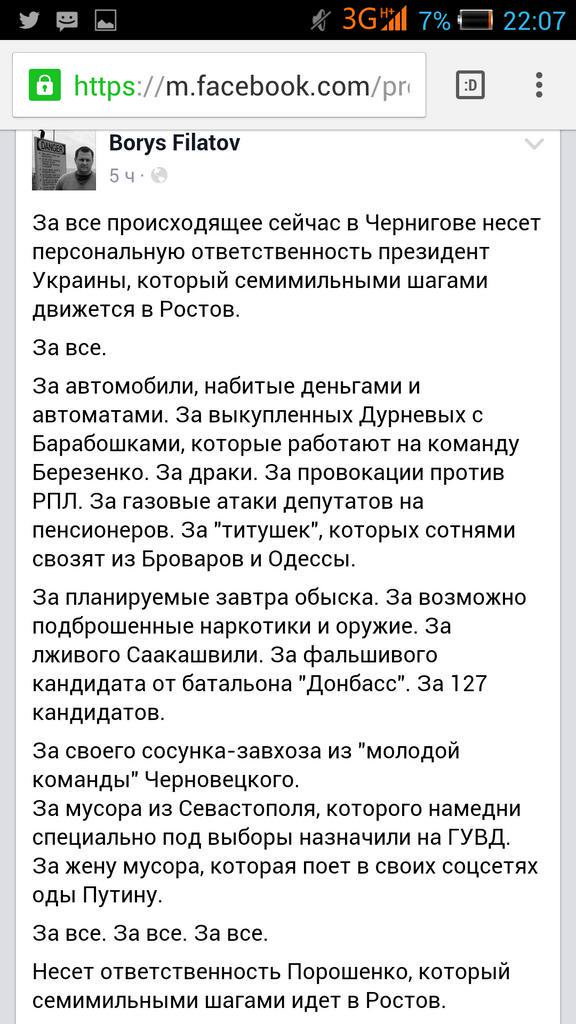 3G H+ 7% 22:07
https://m.facebook.com/pr
:D
DANGER
Borys Filatov
5 ч ·
За все происходящее сейчас в Чернигове несет
персональную ответственность президент
Украины, который семимильными шагами
движется в Ростов.
За все.
За автомобили, набитые деньгами и
автоматами. За выкупленных Дурневых с
Барабошками, которые работают на команду
Березенко. За драки. За провокации против
РПЛ. За газовые атаки депутатов на
пенсионеров. За "титушек", которых сотнями
свозят из Броваров и Одессы.
За планируемые завтра обыска. За возможно
подброшенные наркотики и оружие. За
лживого Саакашвили. За фальшивого
кандидата от батальона "Донбасс". За 127
кандидатов.
За своего сосунка-завхоза из "молодой
команды" Черновецкого.
За мусора из Севастополя, которого намедни
специально под выборы назначили на ГУВД.
За жену мусора, которая поет в своих соцсетях
оды Путину.
За все. За все. За все.
Несет ответственность Порошенко, который
семимильными шагами идет в Ростов.